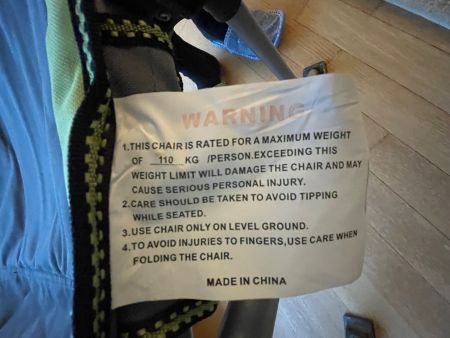 WARNING
1.THIS CHAIR IS RATED FOR A MAXIMUM WEIGHT
OF 110 KG /PERSON.EXCEEDING THIS
WEIGHT LIMIT WILL DAMAGE THE CHAIR AND MAY
CAUSE SERIOUS PERSONAL INJURY.
2.CARE SHOULD BE TAKEN TO AVOID TIPPING
WHILE SEATED.
3.USE CHAIR ONLY ON LEVEL GROUND.
4.TO AVOID INJURIES TO FINGERS,USE CARE WHEN
FOLDING THE CHAIR.
MADE IN CHINA